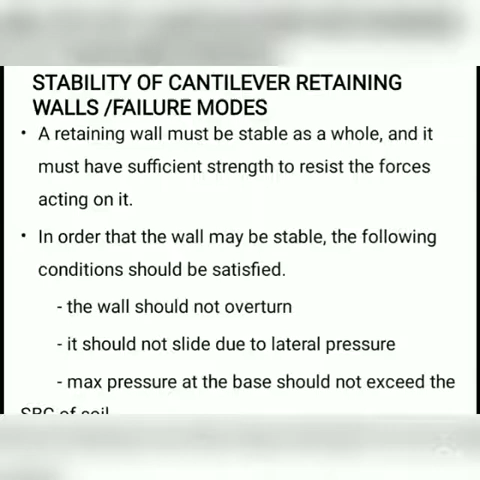 STABILITY OF CANTILEVER RETAINING
WALLS /FAILURE MODES
• A retaining wall must be stable as a whole, and it
must have sufficient strength to resist the forces
acting on it.
• In order that the wall may be stable, the following
conditions should be satisfied.
- the wall should not overturn
- it should not slide due to lateral pressure
- max pressure at the base should not exceed the
SBC of soil